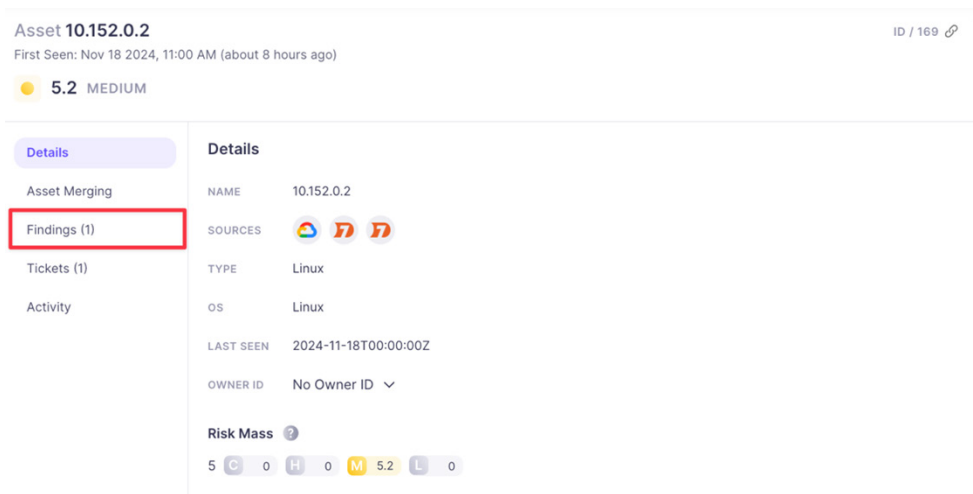 Asset 10.152.0.2
ID / 169
First Seen: Nov 18 2024, 11:00 AM (about 8 hours ago)
5.2 MEDIUM
Details
Asset Merging
Findings (1)
Tickets (1)
Activity
Details
NAME 10.152.0.2
SOURCES
TYPE Linux
OS Linux
LAST SEEN 2024-11-18T00:00:00Z
OWNER ID No Owner ID
Risk Mass ?
5 C 0 H 0 M 5.2 L 0